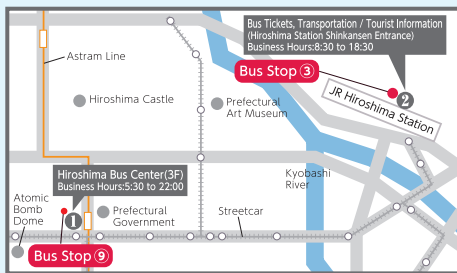 Bus Tickets, Transportation / Tourist Information
(Hiroshima Station Shinkansen Entrance)
Business Hours:8:30 to 18:30
Astram Line
Bus Stop ③
2
JR Hiroshima Station
Hiroshima Castle
Prefectural
Art Museum
Hiroshima Bus Center(3F)
Business Hours:5:30 to 22:00
Kyobashi
River
Atomic
Bomb
Dome
1
Prefectural
Government
Streetcar
Bus Stop ⑨